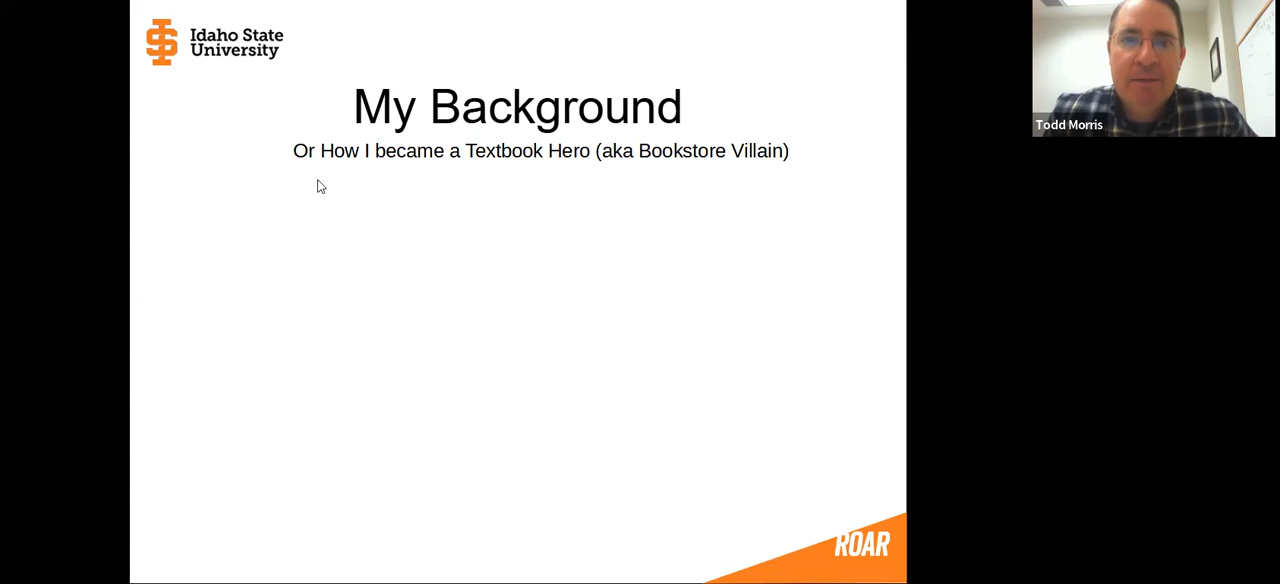 Idaho State
University
My Background
Or How I became a Textbook Hero (aka Bookstore Villain)
Todd Morris
ROAR